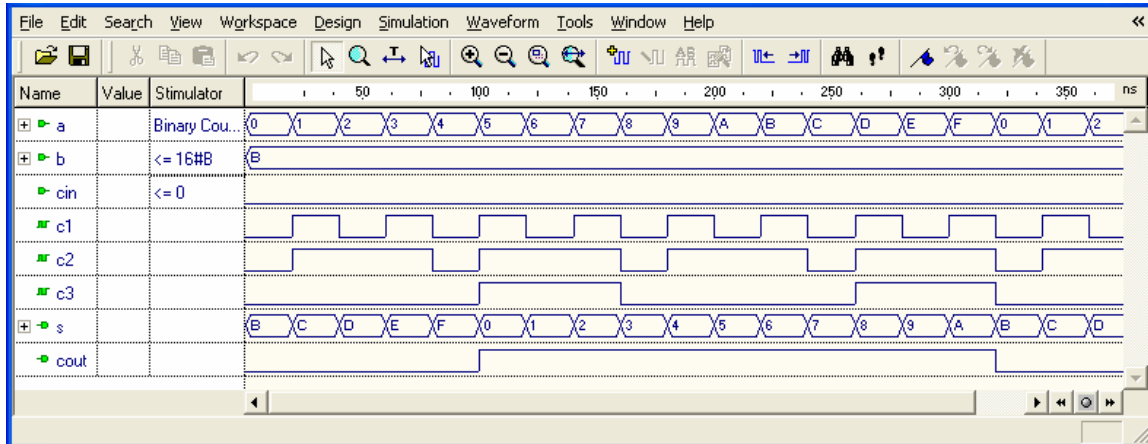 File Edit Search View Workspace Design Simulation Waveform Tools Window Help
Name Value Stimulator 50 100 150 200 250 300 350 ns
a Binary Cou... 0 1 2 3 4 5 6 7 8 9 A B C D E F 0 1 2
b <= 16#B B
cin <= 0
c1
c2
c3
s B C D E F 0 1 2 3 4 5 6 7 8 9 A B C D
cout